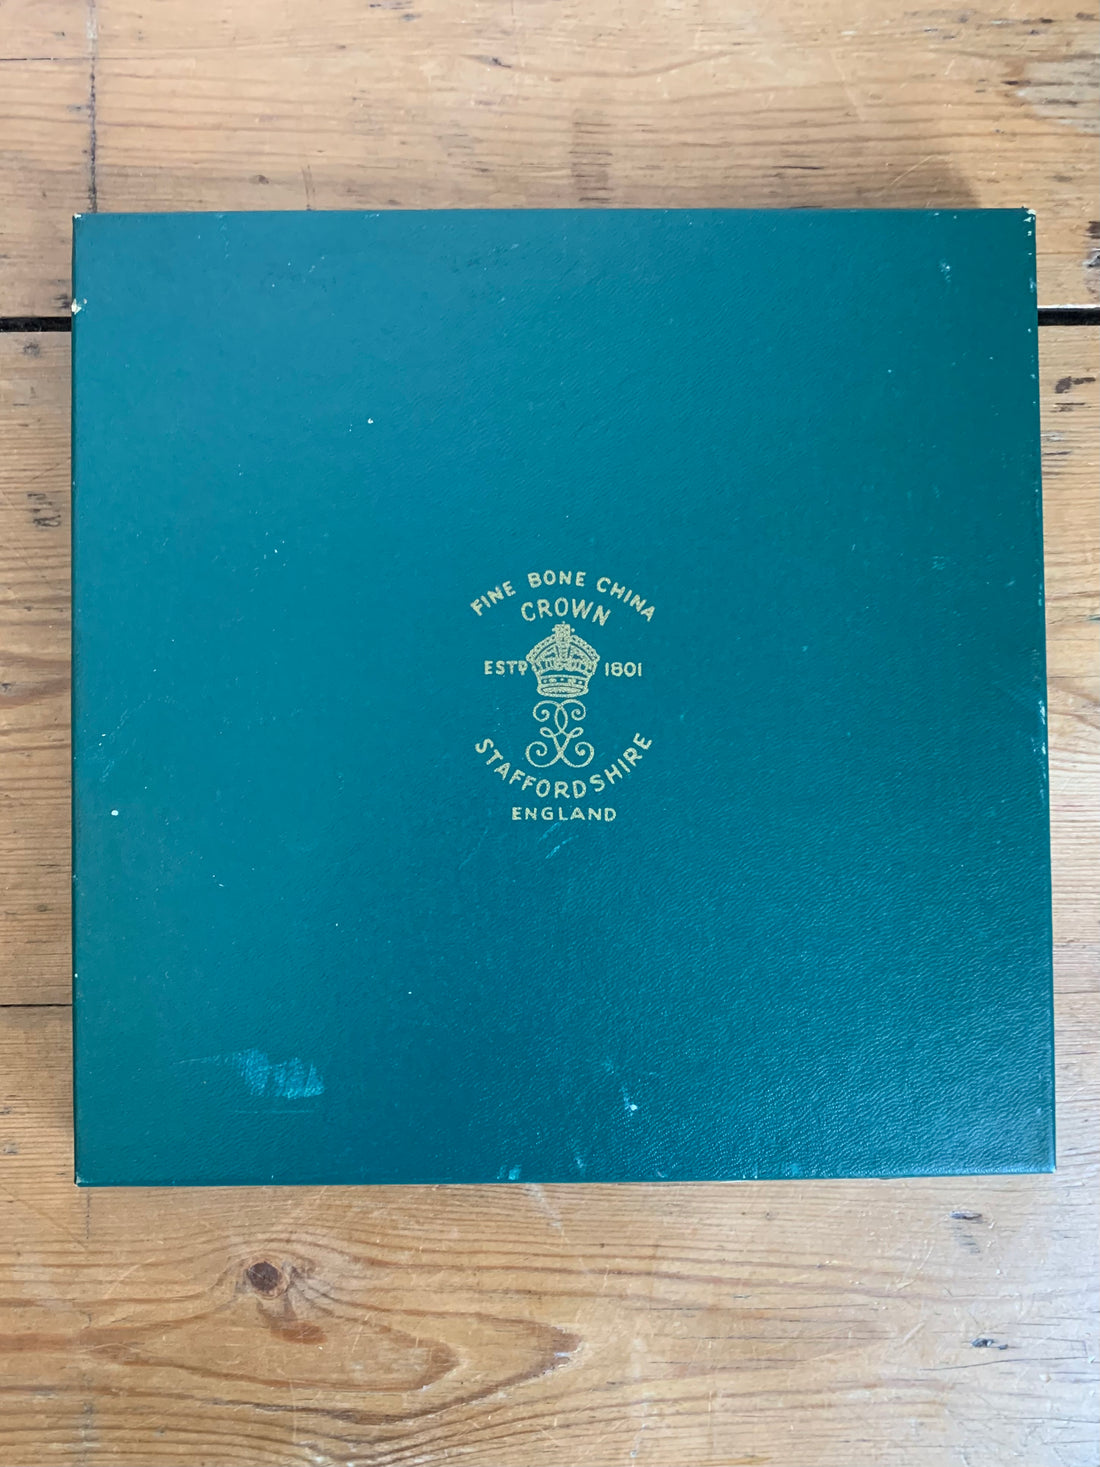 FINE BONE CHINA
CROWN
ESTD 1801
STAFFORDSHIRE
ENGLAND